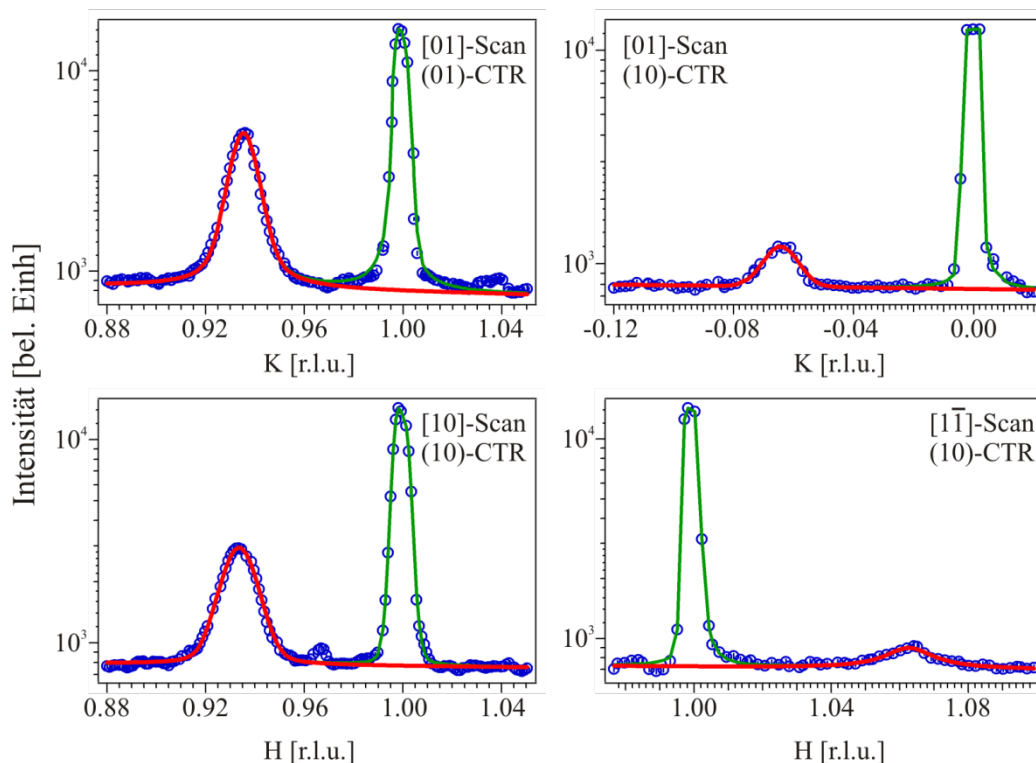 Intensität [bel. Einh]
[01]-Scan
(01)-CTR
10⁴
10³
0.88 0.92 0.96 1.00 1.04
K [r.l.u.]
[01]-Scan
(10)-CTR
10⁴
10³
-0.12 -0.08 -0.04 0.00
K [r.l.u.]
[10]-Scan
(10)-CTR
10⁴
10³
0.88 0.92 0.96 1.00 1.04
H [r.l.u.]
[11̅]-Scan
(10)-CTR
10⁴
10³
1.00 1.04 1.08
H [r.l.u.]